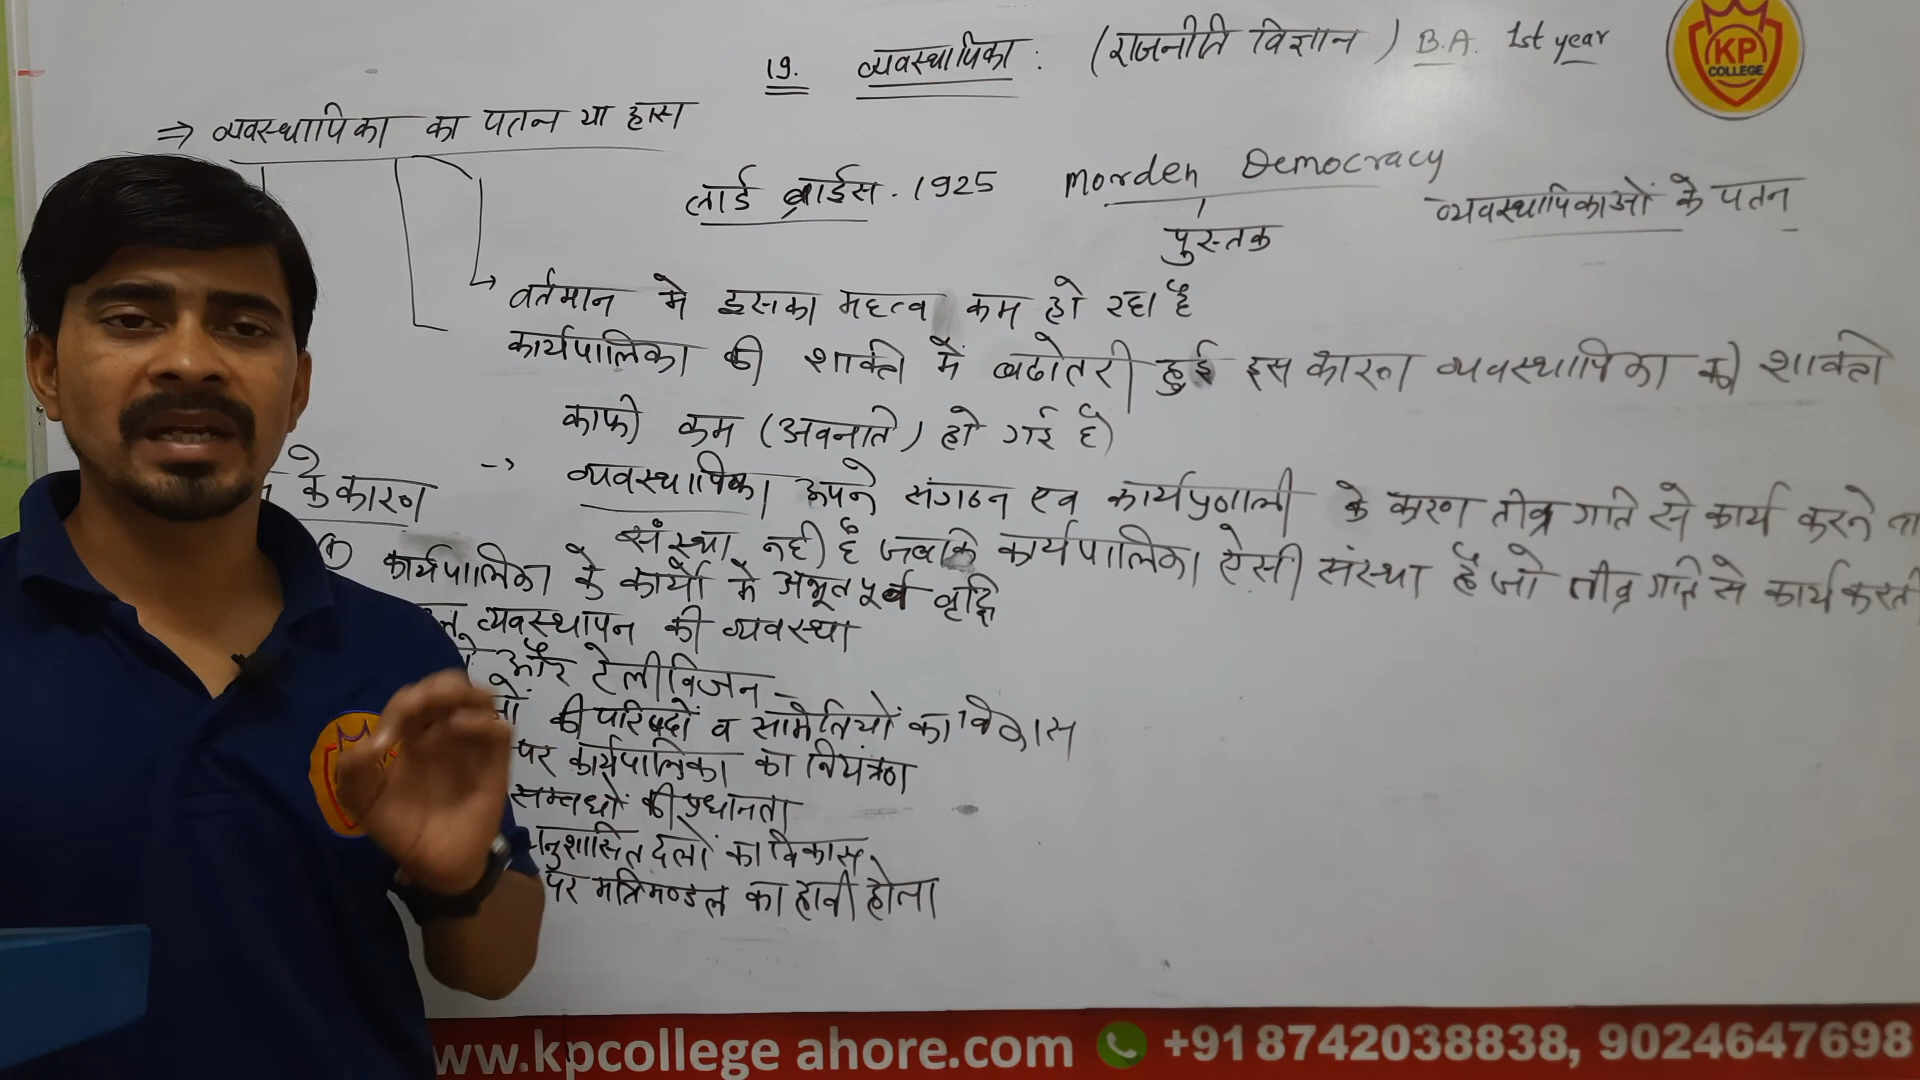 19. व्यवस्थापिका : (राजनीति विज्ञान) B.A. 1st year
KP
COLLEGE
⇒ व्यवस्थापिका का पतन या ह्रास
लार्ड ब्राईस. 1925 Morden Democracy
पुस्तक
व्यवस्थापिकाओं के पतन
वर्तमान मे इसका महत्व कम हो रहा है
कार्यपालिका की शक्ति में बढोतरी हुई इस कारण व्यवस्थापिका की शक्ति
काफी कम (अवनति) हो गई है
के कारण
→ व्यवस्थापिका अपने संगठन एव कार्यप्रणाली के कारण तीव्र गति से कार्य करने
संस्था नही है जबकि कार्यपालिका ऐसी संस्था है जो तीव्र गति से कार्य करती
① कार्यपालिका के कार्यो मे अभूतपूर्व वृद्धि
व्यवस्थापन की व्यवस्था
और टेलीविजन
की परिषदों व समितियों का विकास
पर कार्यपालिका का नियंत्रण
सम्बधों की प्रधानता
अनुशासित दलों का विकास
पर मत्रिमण्डल का हावी होना
ww.kpcollege ahore.com +91 8742038838, 9024647698